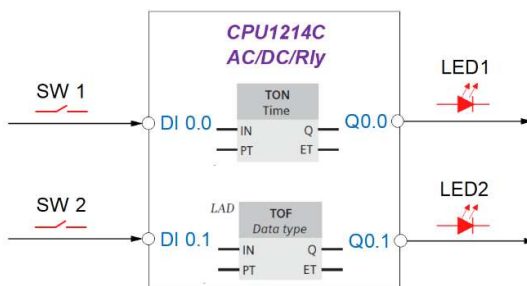 CPU1214C
AC/DC/Rly
LED1
SW 1
TON
Time
DI 0.0
IN
Q
Q0.0
PT
ET
LED2
SW 2
LAD
TOF
Data type
DI 0.1
IN
Q
Q0.1
PT
ET